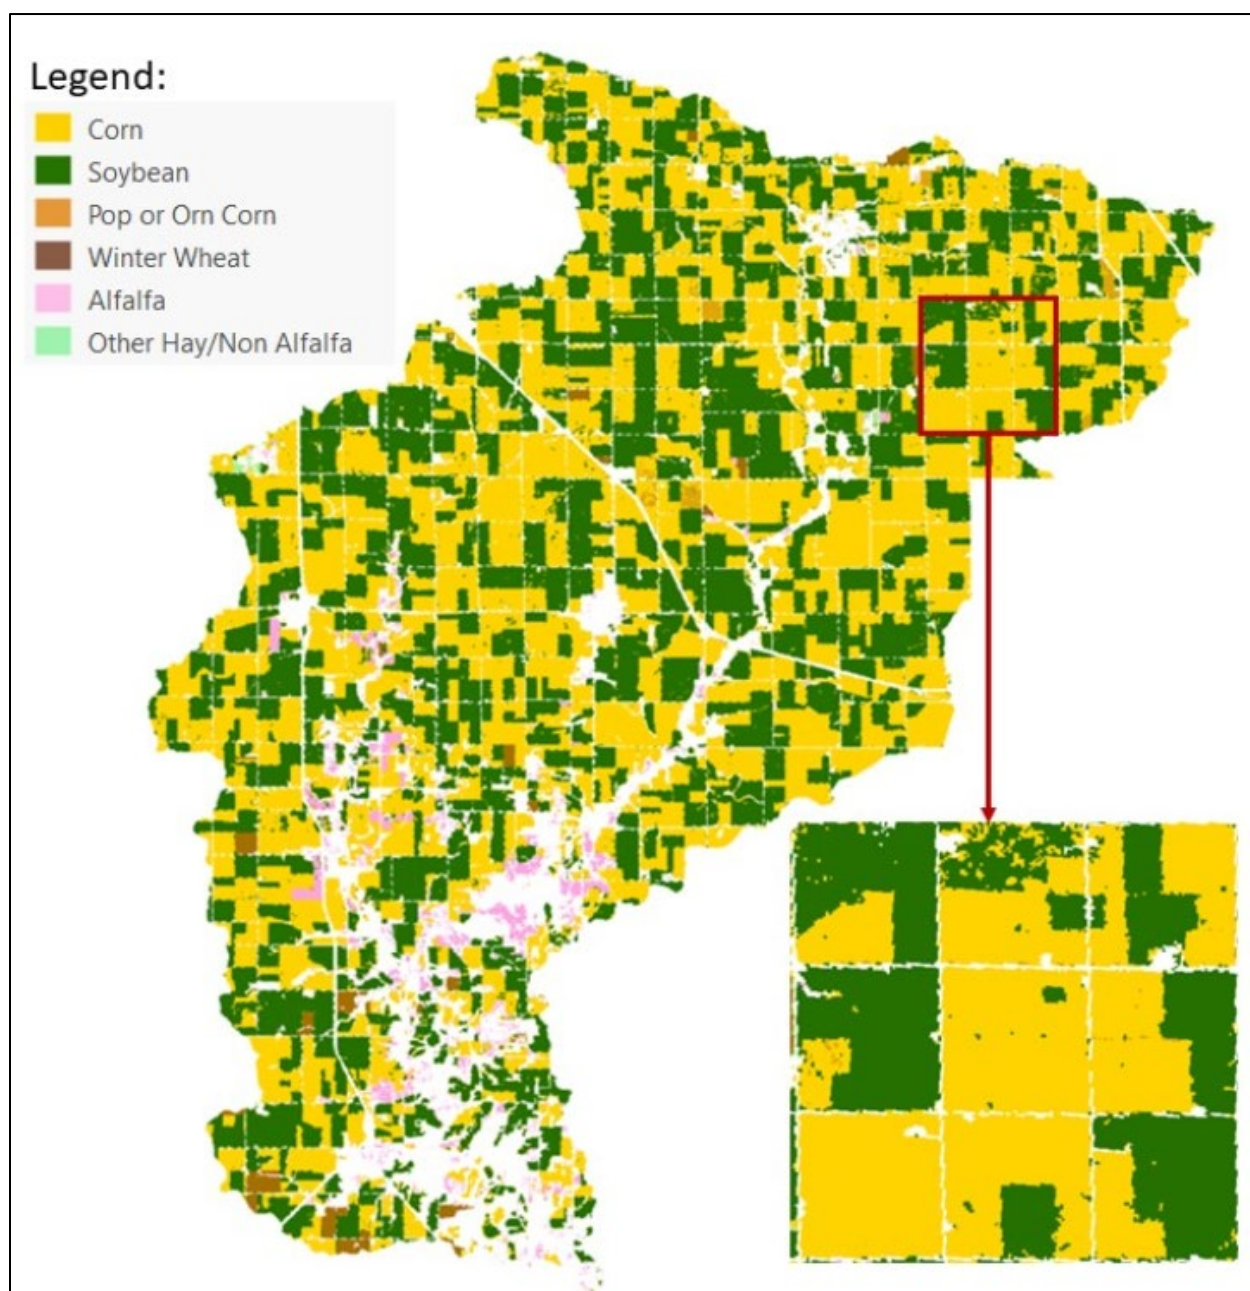 Legend:
Corn
Soybean
Pop or Orn Corn
Winter Wheat
Alfalfa
Other Hay/Non Alfalfa